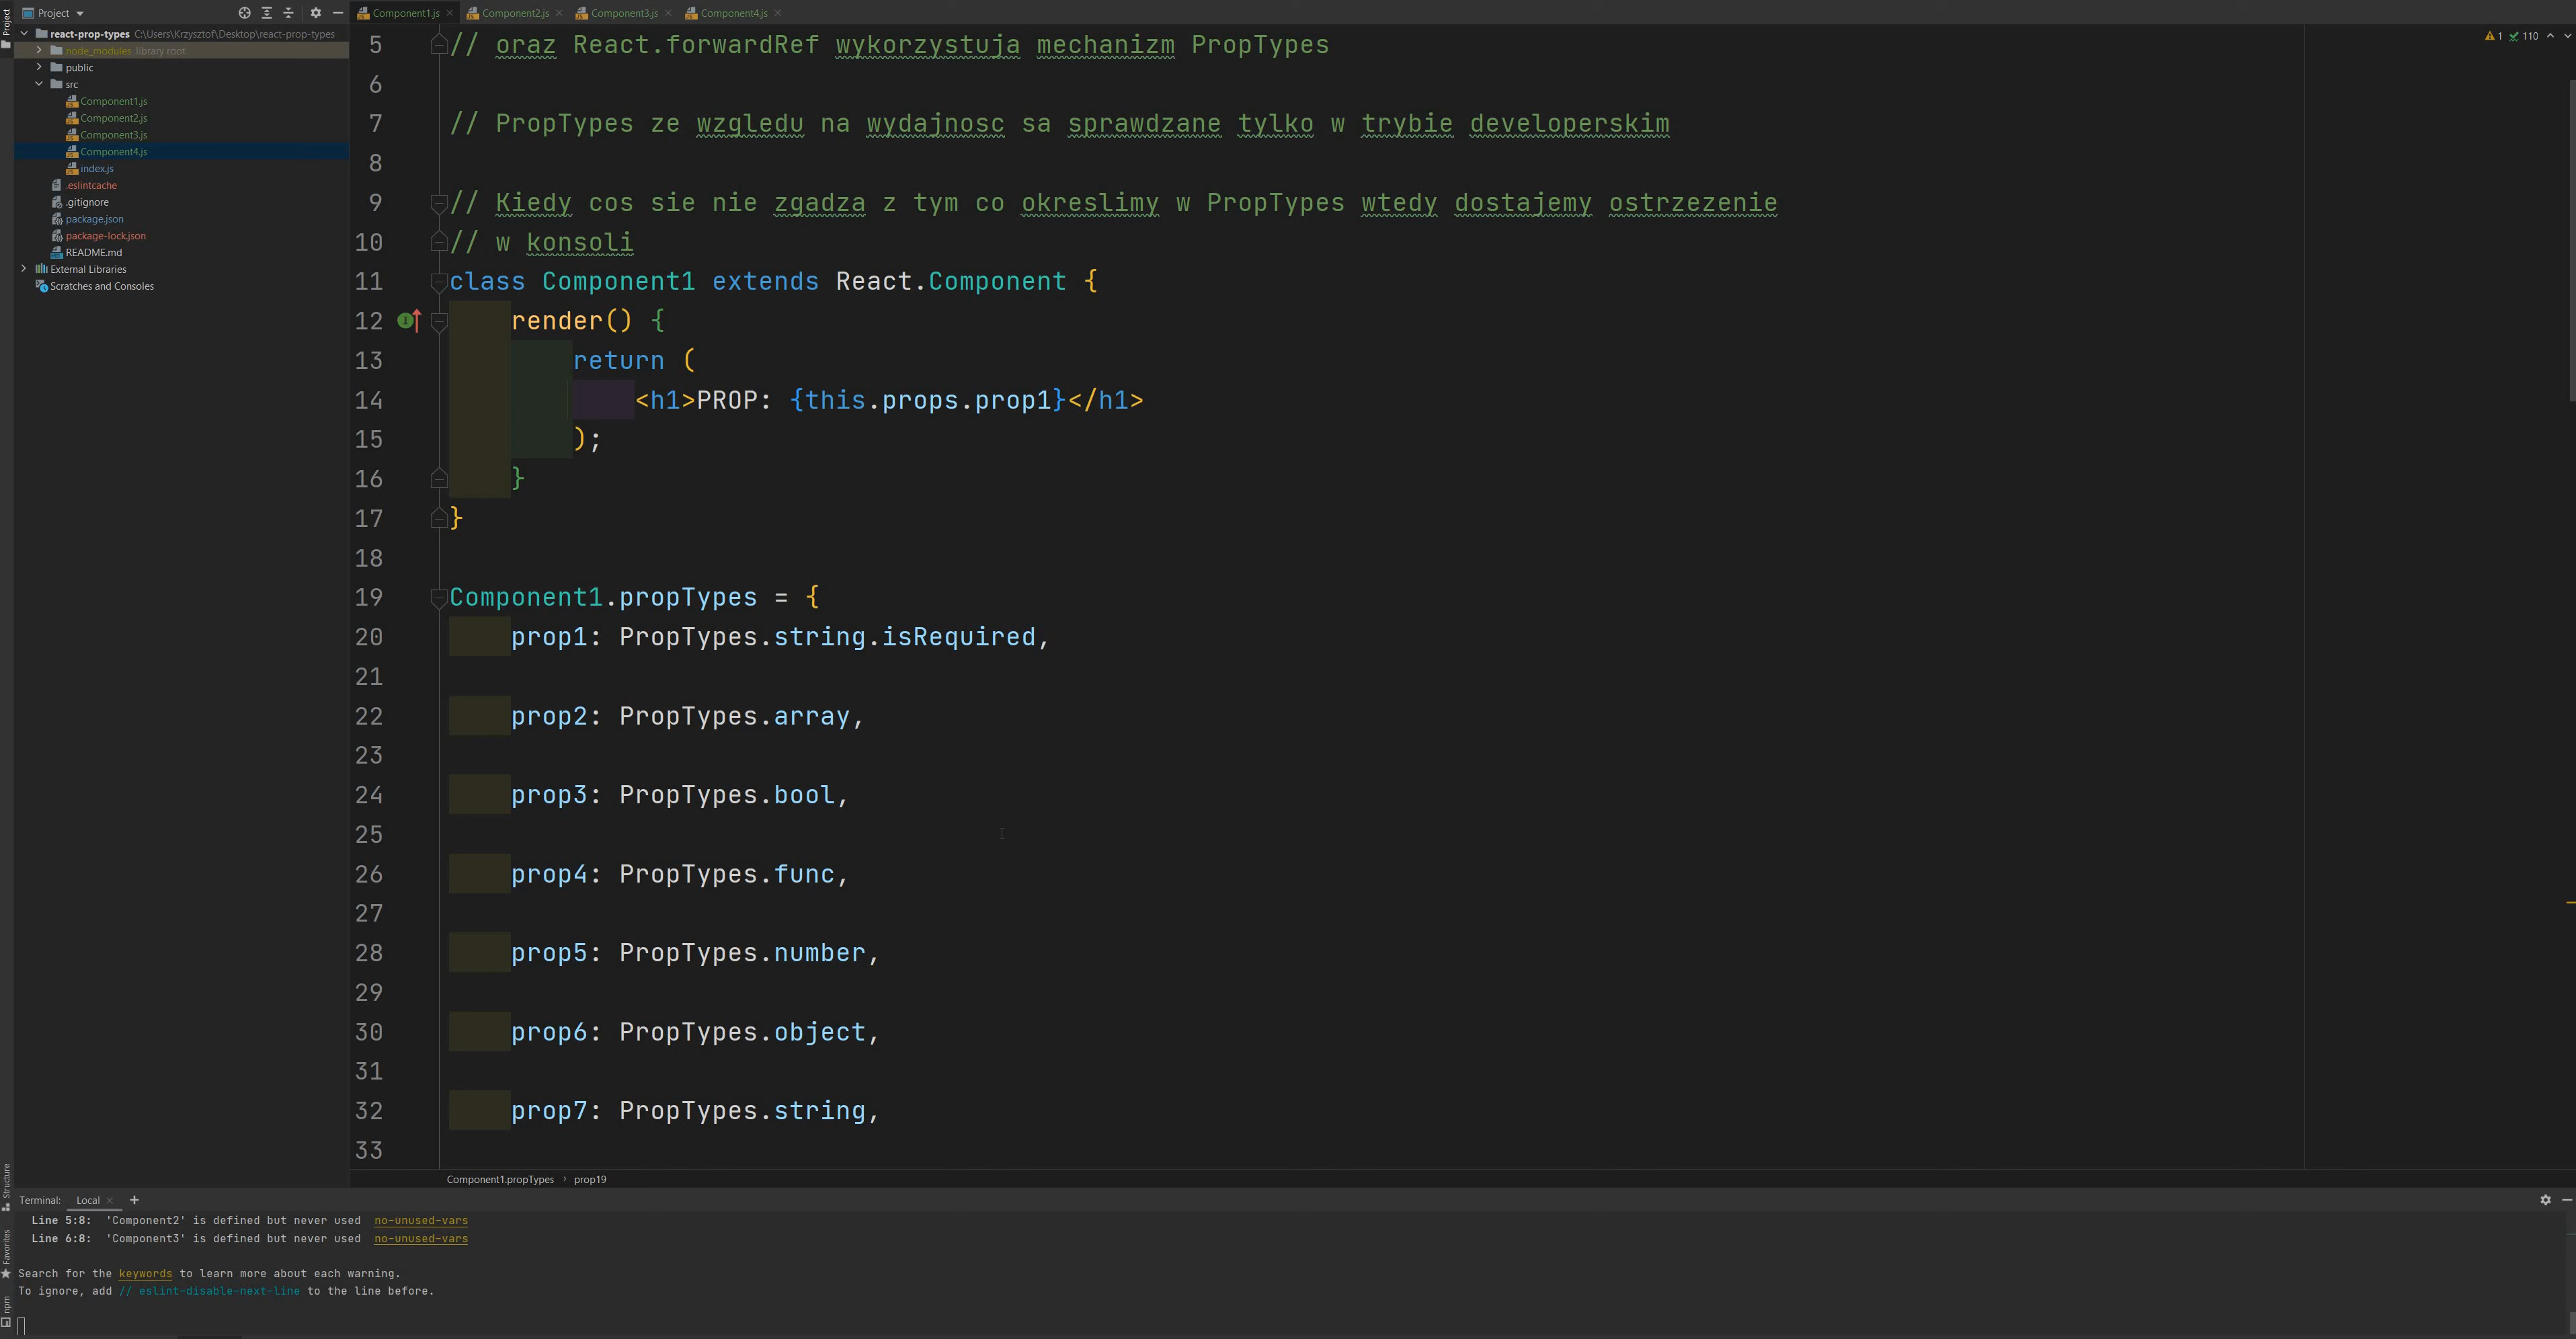 Project
Component1.js
Component2.js
Component3.js
Component4.js
Project
react-prop-types C:\Users\Krzysztof\Desktop\react-prop-types
node_modules library root
public
src
Component1.js
Component2.js
Component3.js
Component4.js
index.js
.eslintcache
.gitignore
package.json
package-lock.json
README.md
External Libraries
Scratches and Consoles
1 110
5 // oraz React.forwardRef wykorzystuja mechanizm PropTypes
6
7 // PropTypes ze wzgledu na wydajnosc sa sprawdzane tylko w trybie developerskim
8
9 // Kiedy cos sie nie zgadza z tym co okreslimy w PropTypes wtedy dostajemy ostrzezenie
10 // w konsoli
11 class Component1 extends React.Component {
12 render() {
13 return (
14 <h1>PROP: {this.props.prop1}</h1>
15 );
16 }
17 }
18
19 Component1.propTypes = {
20 prop1: PropTypes.string.isRequired,
21
22 prop2: PropTypes.array,
23
24 prop3: PropTypes.bool,
25
26 prop4: PropTypes.func,
27
28 prop5: PropTypes.number,
29
30 prop6: PropTypes.object,
31
32 prop7: PropTypes.string,
33
Component1.propTypes › prop19
Structure
Favorites
npm
Terminal: Local +
Line 5:8: 'Component2' is defined but never used no-unused-vars
Line 6:8: 'Component3' is defined but never used no-unused-vars
Search for the keywords to learn more about each warning.
To ignore, add // eslint-disable-next-line to the line before.